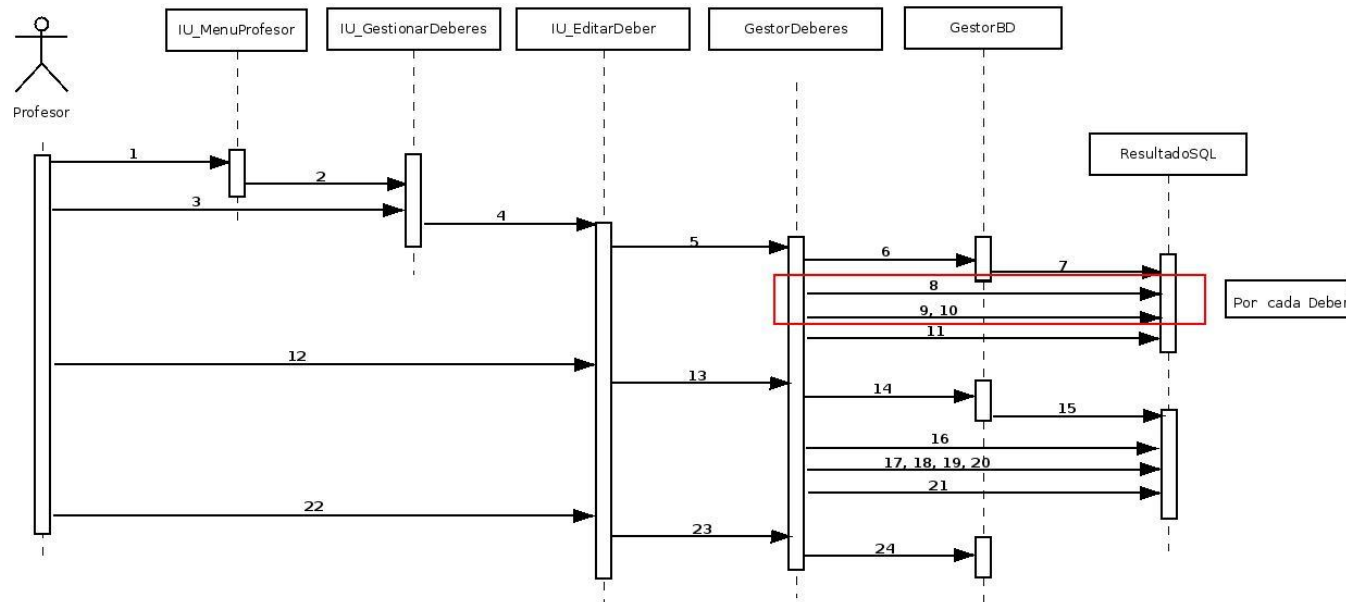 IU_MenuProfesor
IU_GestionarDeberes
IU_EditarDeber
GestorDeberes
GestorBD
Profesor
ResultadoSQL
1
2
3
4
5
6
7
8
Por cada Deber
9, 10
11
12
13
14
15
16
17, 18, 19, 20
21
22
23
24